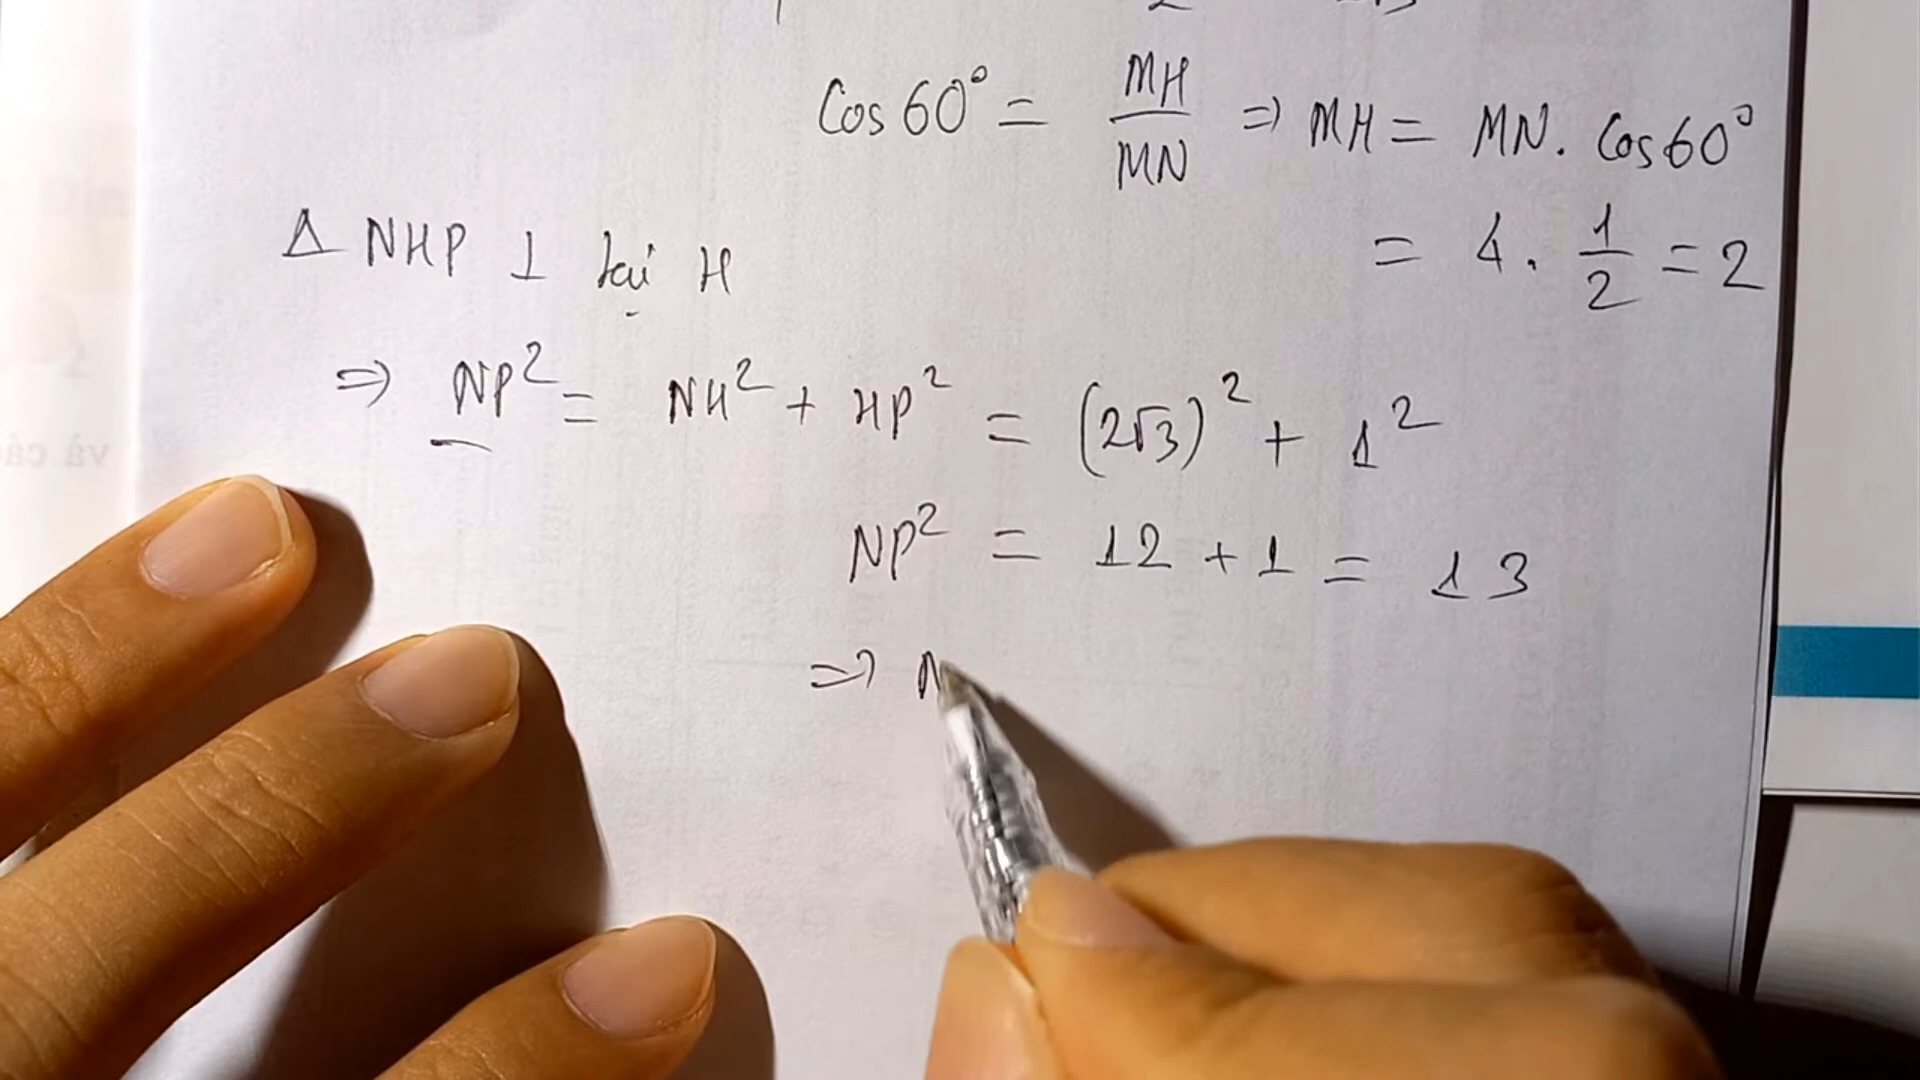 Cos 60° = MH/MN ⇒ MH = MN. Cos 60°
= 4 . 1/2 = 2
Δ NHP ⊥ tại H
⇒ NP² = NH² + HP² = (2√3)² + 1²
NP² = 12 + 1 = 13
⇒ N